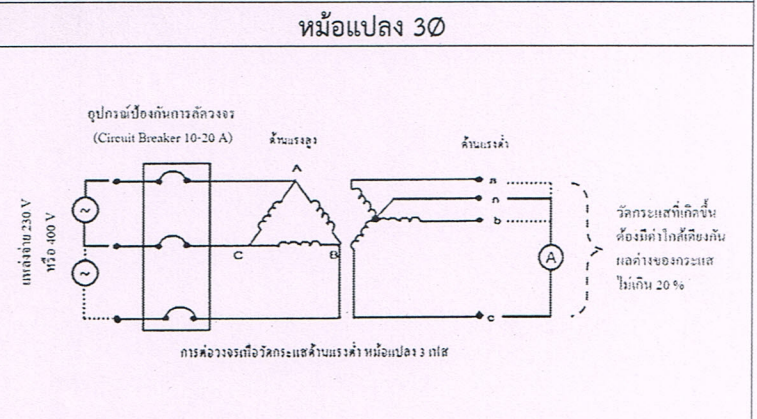 หม้อแปลง 3Ø
อุปกรณ์ป้องกันการลัดวงจร
(Circuit Breaker 10-20 A)
ด้านแรงสูง
ด้านแรงต่ำ
A
C
B
a
n
b
c
A
แหล่งจ่าย 230 V
หรือ 400 V
วัดกระแสที่เกิดขึ้น
ต้องมีค่าใกล้เคียงกัน
ผลต่างของกระแส
ไม่เกิน 20 %
การต่อวงจรเพื่อวัดกระแสด้านแรงต่ำ หม้อแปลง 3 เฟส